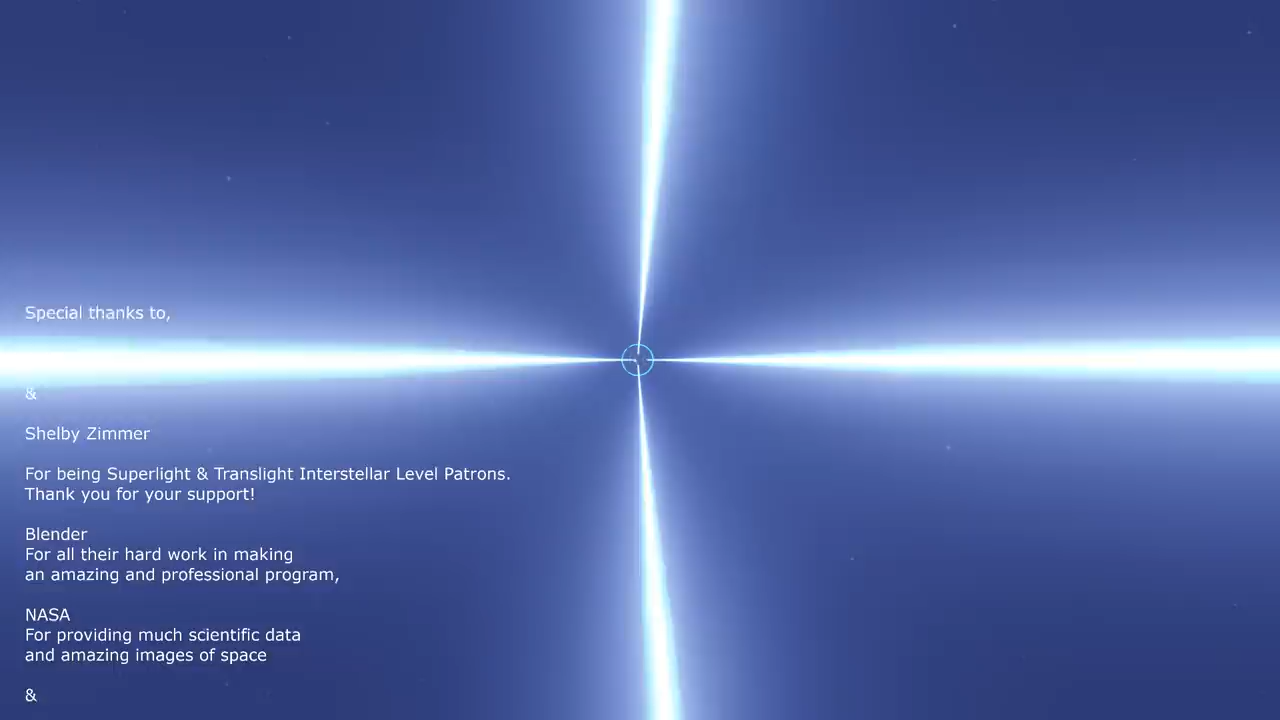 Special thanks to,
&
Shelby Zimmer
For being Superlight & Translight Interstellar Level Patrons.
Thank you for your support!
Blender
For all their hard work in making
an amazing and professional program,
NASA
For providing much scientific data
and amazing images of space
&